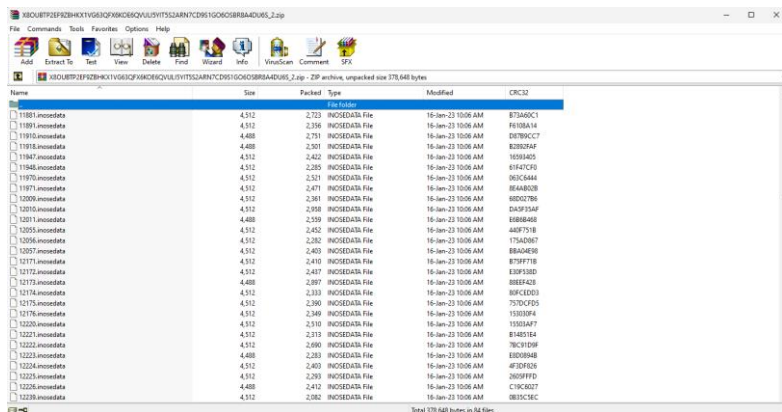 File Commands Tools Favorites Options Help
Add Extract To Test View Delete Find Wizard Info VirusScan Comment SFX
ZIP archive, unpacked size 378,648 bytes
Name Size Packed Type Modified CRC32
.. File folder
11881.inosedata 4,512 2,723 INOSEDATA File 16-Jan-23 10:06 AM B73A60C1
11891.inosedata 4,512 2,356 INOSEDATA File 16-Jan-23 10:06 AM F6108A14
11910.inosedata 4,488 2,751 INOSEDATA File 16-Jan-23 10:06 AM D87B9CC7
11918.inosedata 4,488 2,501 INOSEDATA File 16-Jan-23 10:06 AM B2892FAF
11947.inosedata 4,512 2,422 INOSEDATA File 16-Jan-23 10:06 AM 16593405
11948.inosedata 4,512 2,285 INOSEDATA File 16-Jan-23 10:06 AM 61F47CF0
11970.inosedata 4,512 2,521 INOSEDATA File 16-Jan-23 10:06 AM 063C6444
11971.inosedata 4,512 2,471 INOSEDATA File 16-Jan-23 10:06 AM 8E4AB02B
12009.inosedata 4,512 2,361 INOSEDATA File 16-Jan-23 10:06 AM 68D027B6
12010.inosedata 4,512 2,958 INOSEDATA File 16-Jan-23 10:06 AM DA5F35AF
12011.inosedata 4,488 2,559 INOSEDATA File 16-Jan-23 10:06 AM E6B6B468
12055.inosedata 4,512 2,452 INOSEDATA File 16-Jan-23 10:06 AM 440F751B
12056.inosedata 4,512 2,282 INOSEDATA File 16-Jan-23 10:06 AM 175AD067
12057.inosedata 4,512 2,403 INOSEDATA File 16-Jan-23 10:06 AM BBA04E98
12171.inosedata 4,512 2,410 INOSEDATA File 16-Jan-23 10:06 AM B75FF71B
12172.inosedata 4,512 2,437 INOSEDATA File 16-Jan-23 10:06 AM E30F538D
12173.inosedata 4,488 2,897 INOSEDATA File 16-Jan-23 10:06 AM 88EEF428
12174.inosedata 4,512 2,333 INOSEDATA File 16-Jan-23 10:06 AM 80FCEDD3
12175.inosedata 4,512 2,390 INOSEDATA File 16-Jan-23 10:06 AM 757DCFD5
12176.inosedata 4,512 2,349 INOSEDATA File 16-Jan-23 10:06 AM 153030F4
12220.inosedata 4,512 2,510 INOSEDATA File 16-Jan-23 10:06 AM 15503AF7
12221.inosedata 4,512 2,313 INOSEDATA File 16-Jan-23 10:06 AM B14851E4
12222.inosedata 4,512 2,690 INOSEDATA File 16-Jan-23 10:06 AM 7BC91D9F
12223.inosedata 4,488 2,283 INOSEDATA File 16-Jan-23 10:06 AM E8D0894B
12224.inosedata 4,512 2,403 INOSEDATA File 16-Jan-23 10:06 AM 4F3DF826
12225.inosedata 4,512 2,293 INOSEDATA File 16-Jan-23 10:06 AM 2605FFFD
12226.inosedata 4,488 2,412 INOSEDATA File 16-Jan-23 10:06 AM C19C6027
12239.inosedata 4,512 2,082 INOSEDATA File 16-Jan-23 10:06 AM 0B35C5EC
Total 378,648 bytes in 84 files